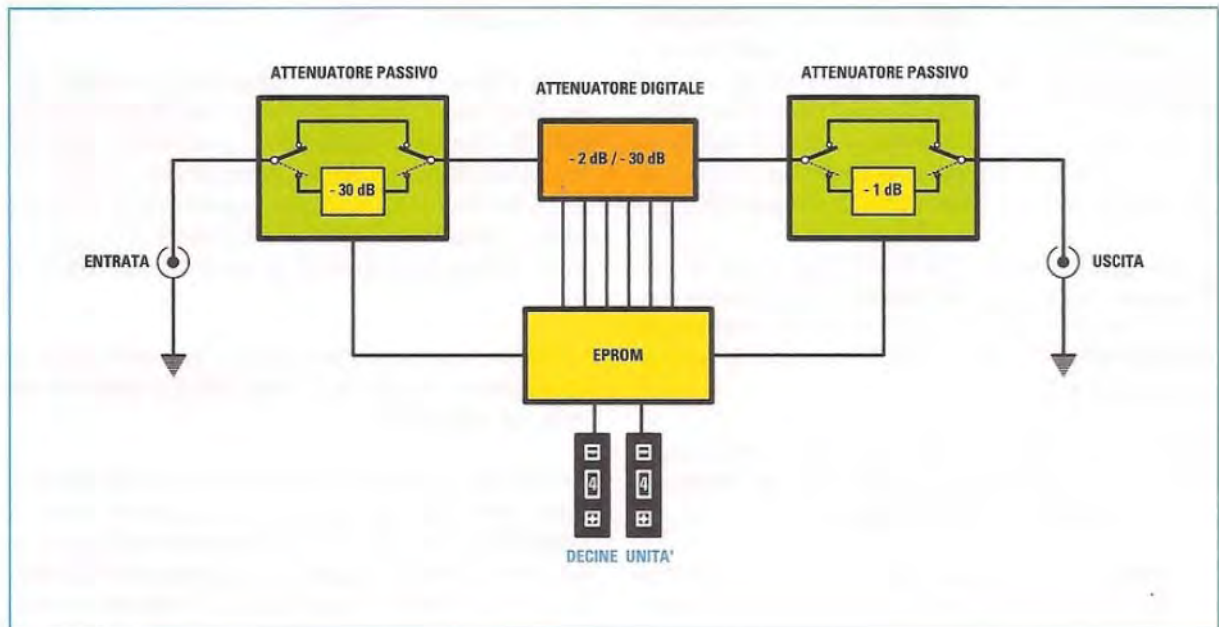 ATTENUATORE PASSIVO
ATTENUATORE DIGITALE
ATTENUATORE PASSIVO
- 30 dB
- 2 dB / - 30 dB
- 1 dB
ENTRATA
USCITA
EPROM
4 4
DECINE UNITA'